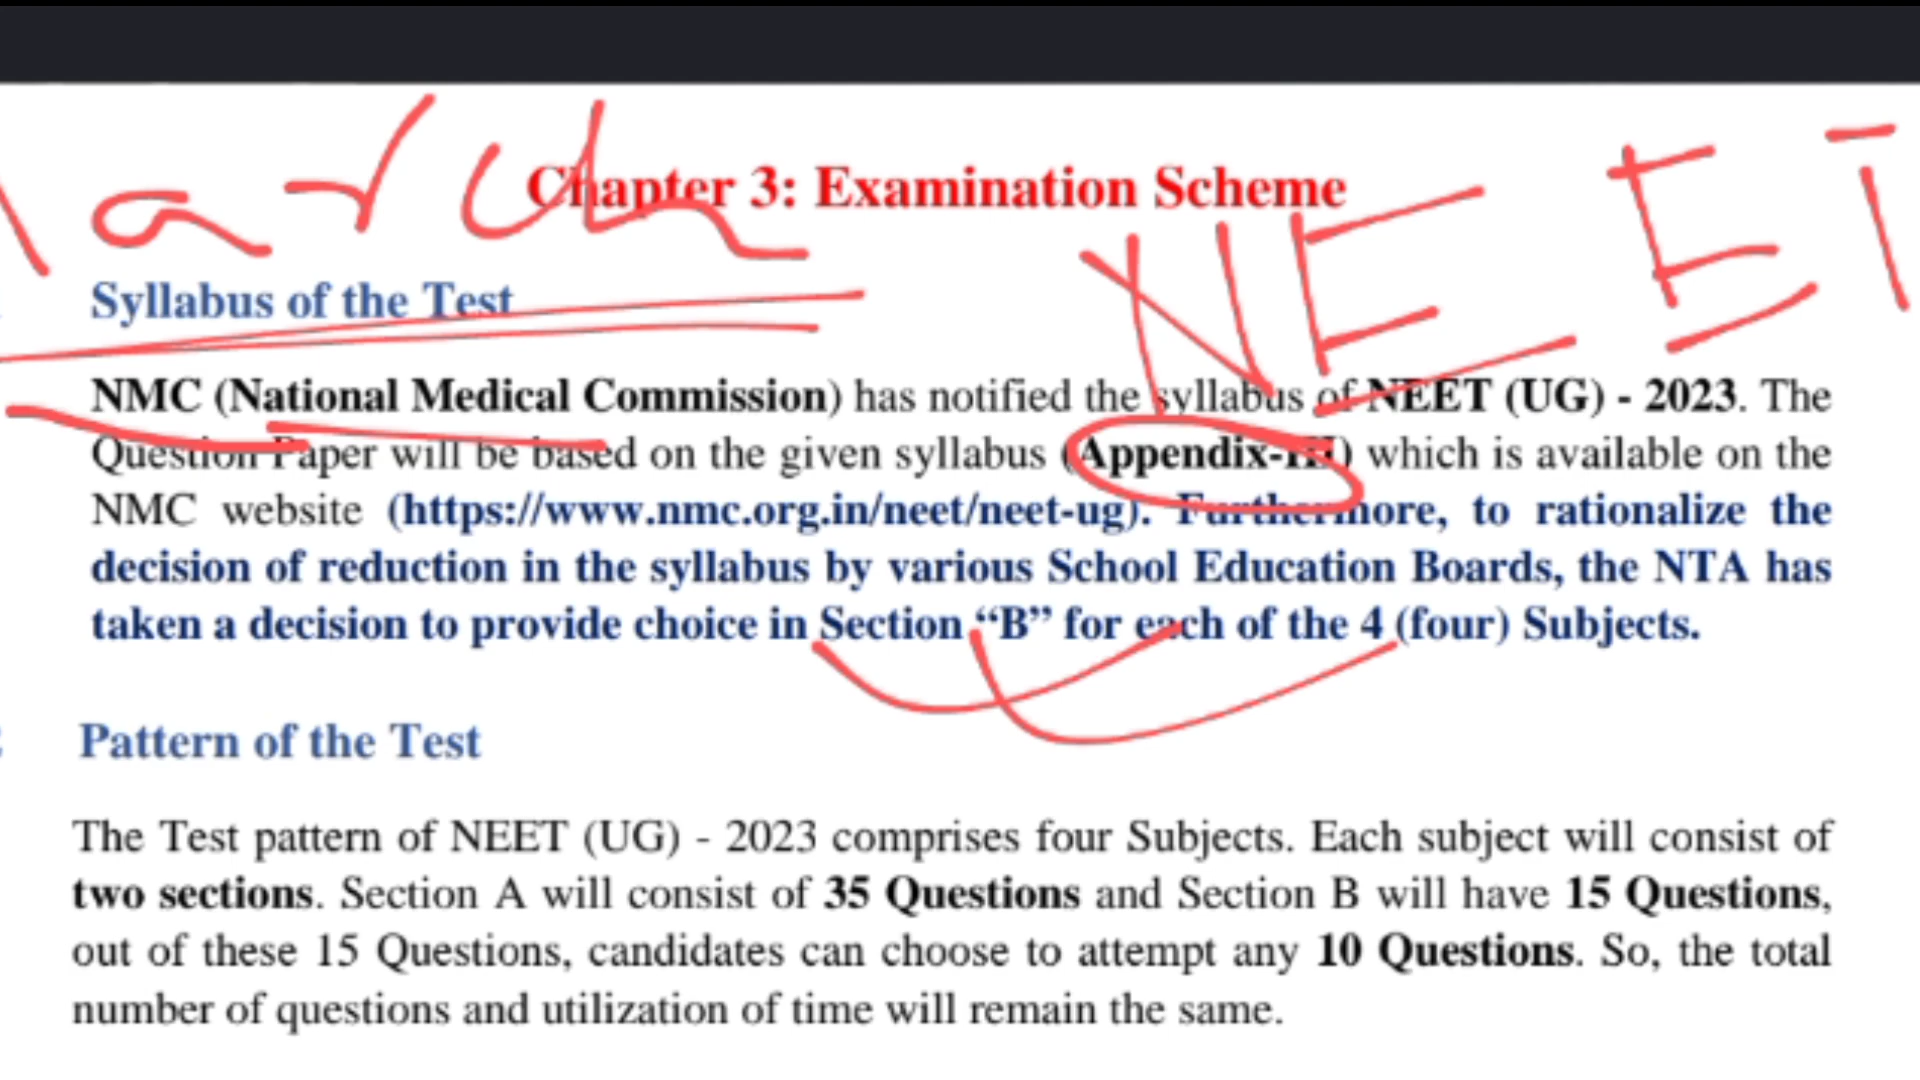 March
Chapter 3: Examination Scheme
NEET
Syllabus of the Test
NMC (National Medical Commission) has notified the syllabus of NEET (UG) - 2023. The
Question Paper will be based on the given syllabus (Appendix-III) which is available on the
NMC website (https://www.nmc.org.in/neet/neet-ug). Furthermore, to rationalize the
decision of reduction in the syllabus by various School Education Boards, the NTA has
taken a decision to provide choice in Section “B” for each of the 4 (four) Subjects.
Pattern of the Test
The Test pattern of NEET (UG) - 2023 comprises four Subjects. Each subject will consist of
two sections. Section A will consist of 35 Questions and Section B will have 15 Questions,
out of these 15 Questions, candidates can choose to attempt any 10 Questions. So, the total
number of questions and utilization of time will remain the same.